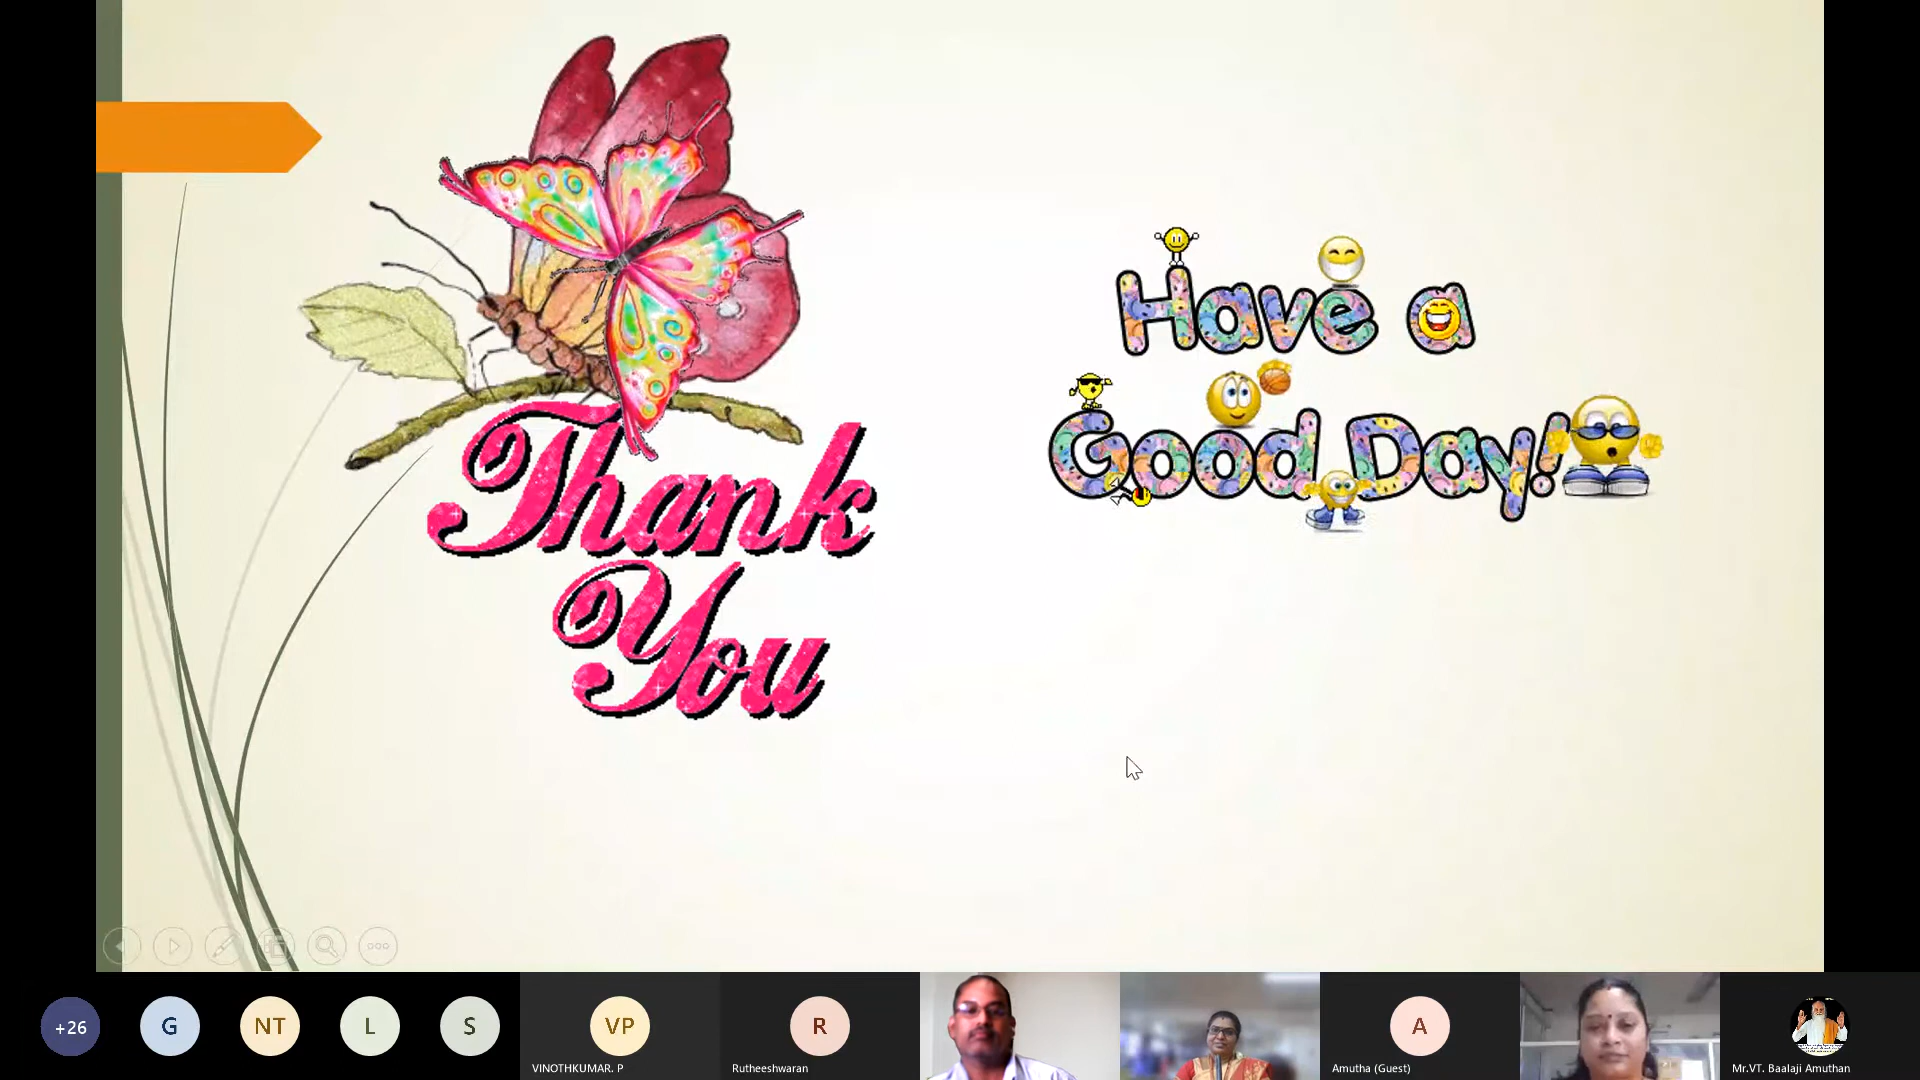 Thank
You
Have a
Good Day!
+26
G
NT
L
S
VP
VINOTHKUMAR. P
R
Rutheeshwaran
A
Amutha (Guest)
Mr.VT. Baalaji Amuthan